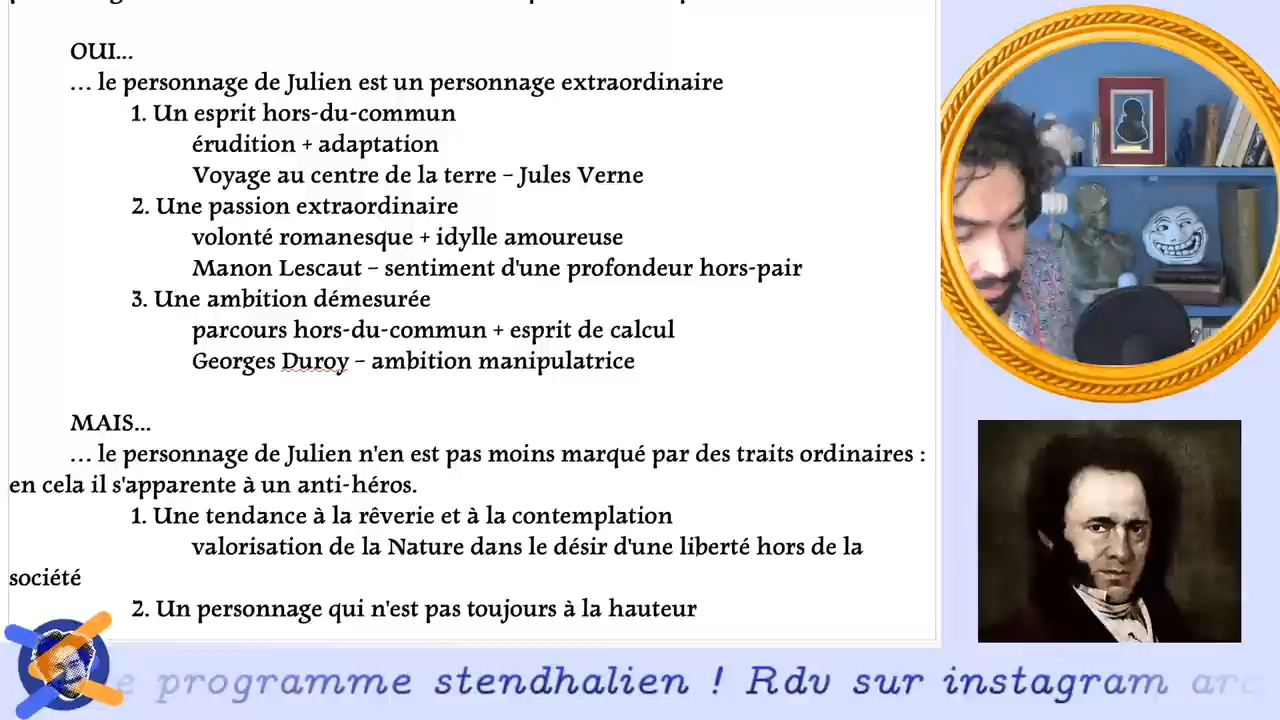 OUI...
... le personnage de Julien est un personnage extraordinaire
1. Un esprit hors-du-commun
érudition + adaptation
Voyage au centre de la terre – Jules Verne
2. Une passion extraordinaire
volonté romanesque + idylle amoureuse
Manon Lescaut – sentiment d'une profondeur hors-pair
3. Une ambition démesurée
parcours hors-du-commun + esprit de calcul
Georges Duroy – ambition manipulatrice
MAIS...
... le personnage de Julien n'en est pas moins marqué par des traits ordinaires :
en cela il s'apparente à un anti-héros.
1. Une tendance à la rêverie et à la contemplation
valorisation de la Nature dans le désir d'une liberté hors de la
société
2. Un personnage qui n'est pas toujours à la hauteur
programme stendhalien ! Rdv sur instagram